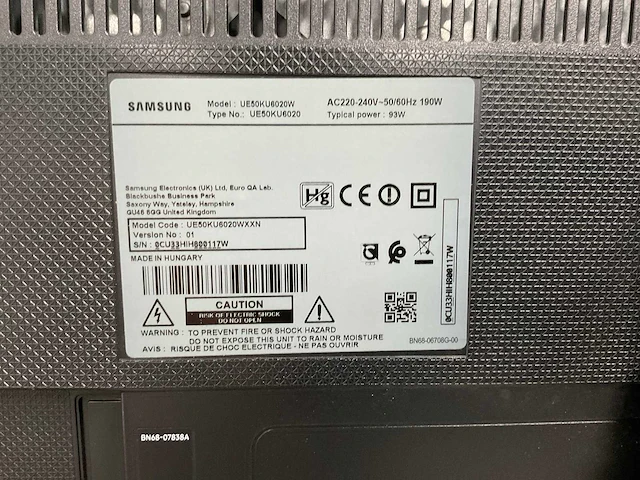 SAMSUNG
Model : UE50KU6020W
Type No.: UE50KU6020
AC220-240V~50/60Hz 190W
Typical power : 93W
Samsung Electronics (UK) Ltd, Euro QA Lab.
Blackbushe Business Park
Saxony Way, Yateley, Hampshire
GU46 6GG United Kingdom
Hg
CE
Model Code : UE50KU6020WXXN
Version No : 01
S/N : 0CU33HIH800117W
MADE IN HUNGARY
0CU33HIH800117W
CAUTION
RISK OF ELECTRIC SHOCK
DO NOT OPEN
WARNING : TO PREVENT FIRE OR SHOCK HAZARD
DO NOT EXPOSE THIS UNIT TO RAIN OR MOISTURE
AVIS : RISQUE DE CHOC ELECTRIQUE - NE PAS OUVRIR
BN68-06706G-00
BN68-07838A